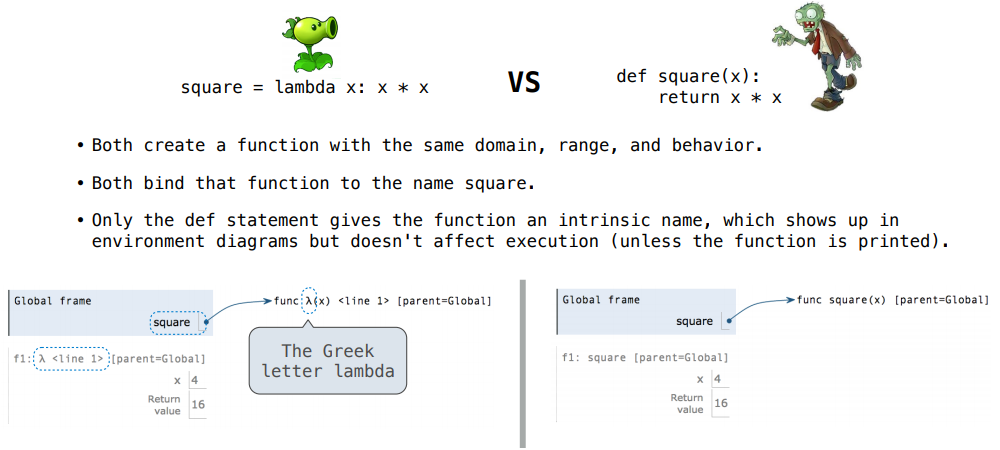 square = lambda x: x * x
VS
def square(x):
    return x * x
• Both create a function with the same domain, range, and behavior.
• Both bind that function to the name square.
• Only the def statement gives the function an intrinsic name, which shows up in
environment diagrams but doesn't affect execution (unless the function is printed).
Global frame
func λ(x) <line 1> [parent=Global]
square
The Greek
letter lambda
f1: λ <line 1> [parent=Global]
x 4
Return
value 16
Global frame
func square(x) [parent=Global]
square
f1: square [parent=Global]
x 4
Return
value 16